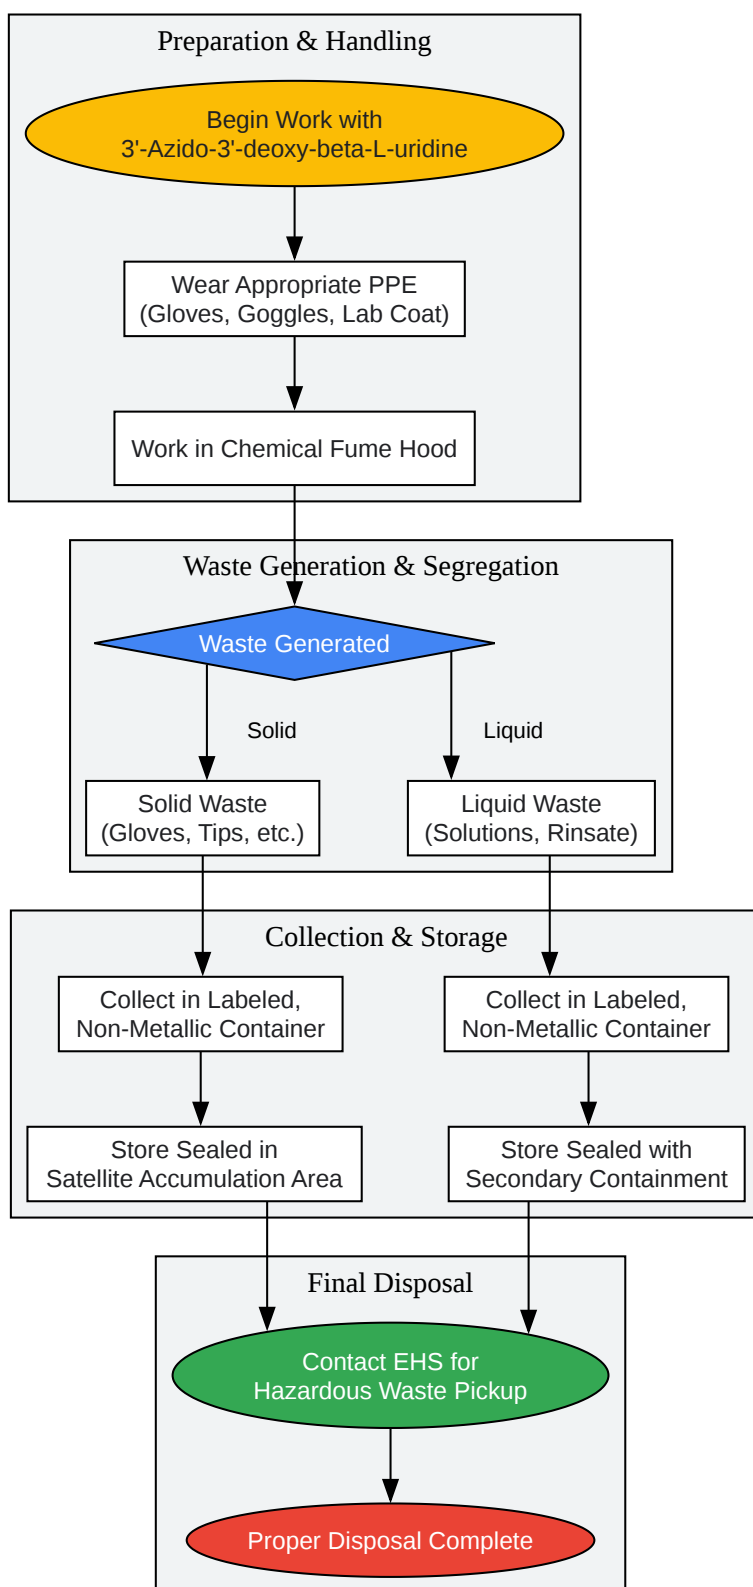 Preparation & Handling
Begin Work with
3'-Azido-3'-deoxy-beta-L-uridine
Wear Appropriate PPE
(Gloves, Goggles, Lab Coat)
Work in Chemical Fume Hood
Waste Generation & Segregation
Waste Generated
Solid
Liquid
Solid Waste
(Gloves, Tips, etc.)
Liquid Waste
(Solutions, Rinsate)
Collection & Storage
Collect in Labeled,
Non-Metallic Container
Collect in Labeled,
Non-Metallic Container
Store Sealed in
Satellite Accumulation Area
Store Sealed with
Secondary Containment
Final Disposal
Contact EHS for
Hazardous Waste Pickup
Proper Disposal Complete